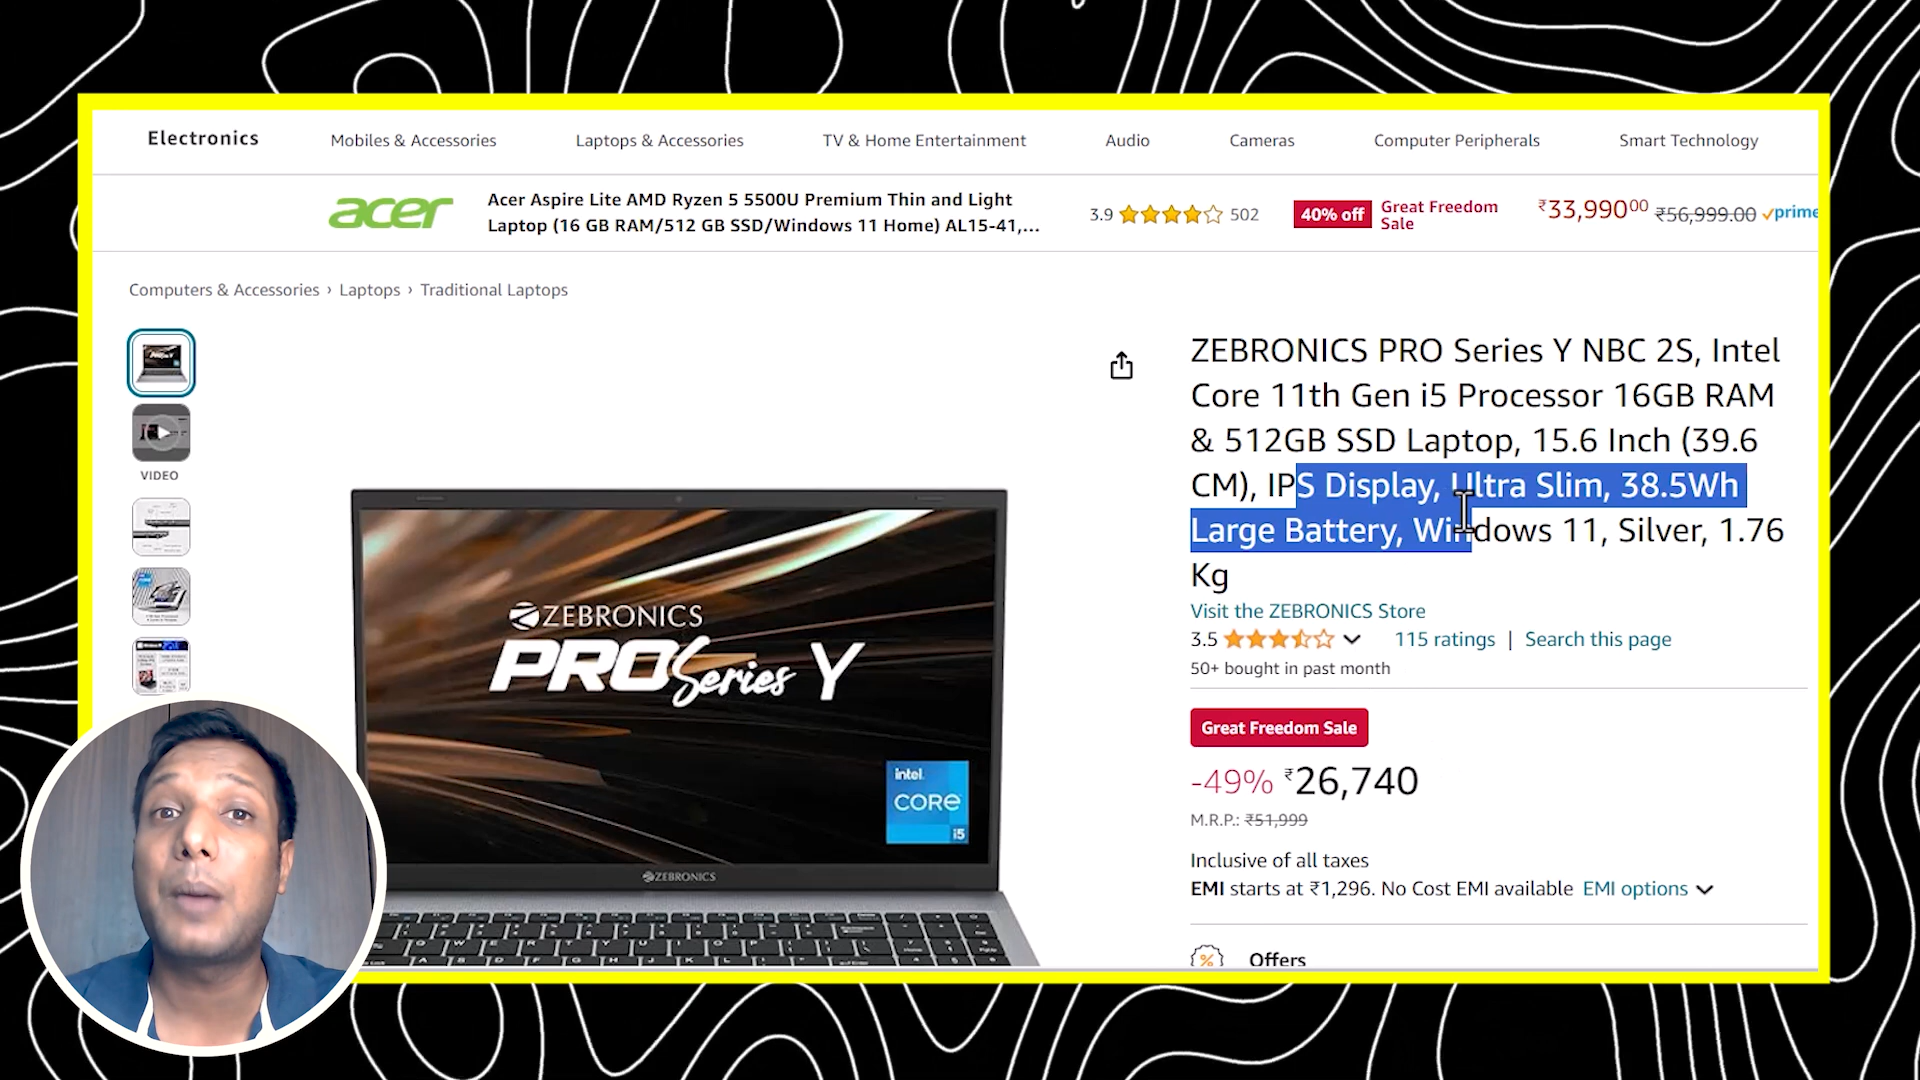 Electronics
Mobiles & Accessories
Laptops & Accessories
TV & Home Entertainment
Audio
Cameras
Computer Peripherals
Smart Technology
acer
Acer Aspire Lite AMD Ryzen 5 5500U Premium Thin and Light
Laptop (16 GB RAM/512 GB SSD/Windows 11 Home) AL15-41,...
3.9
502
40% off
Great Freedom
Sale
₹33,990⁰⁰
₹56,999.00
prime
Computers & Accessories › Laptops › Traditional Laptops
VIDEO
ZEBRONICS PRO Series Y NBC 2S, Intel
Core 11th Gen i5 Processor 16GB RAM
& 512GB SSD Laptop, 15.6 Inch (39.6
CM), IPS Display, Ultra Slim, 38.5Wh
Large Battery, Windows 11, Silver, 1.76
Kg
Visit the ZEBRONICS Store
3.5
115 ratings | Search this page
50+ bought in past month
Great Freedom Sale
-49% ₹26,740
M.R.P.: ₹51,999
Inclusive of all taxes
EMI starts at ₹1,296. No Cost EMI available EMI options
% Offers
ZEBRONICS
PRO Series Y
intel
CORE
i5
ZEBRONICS